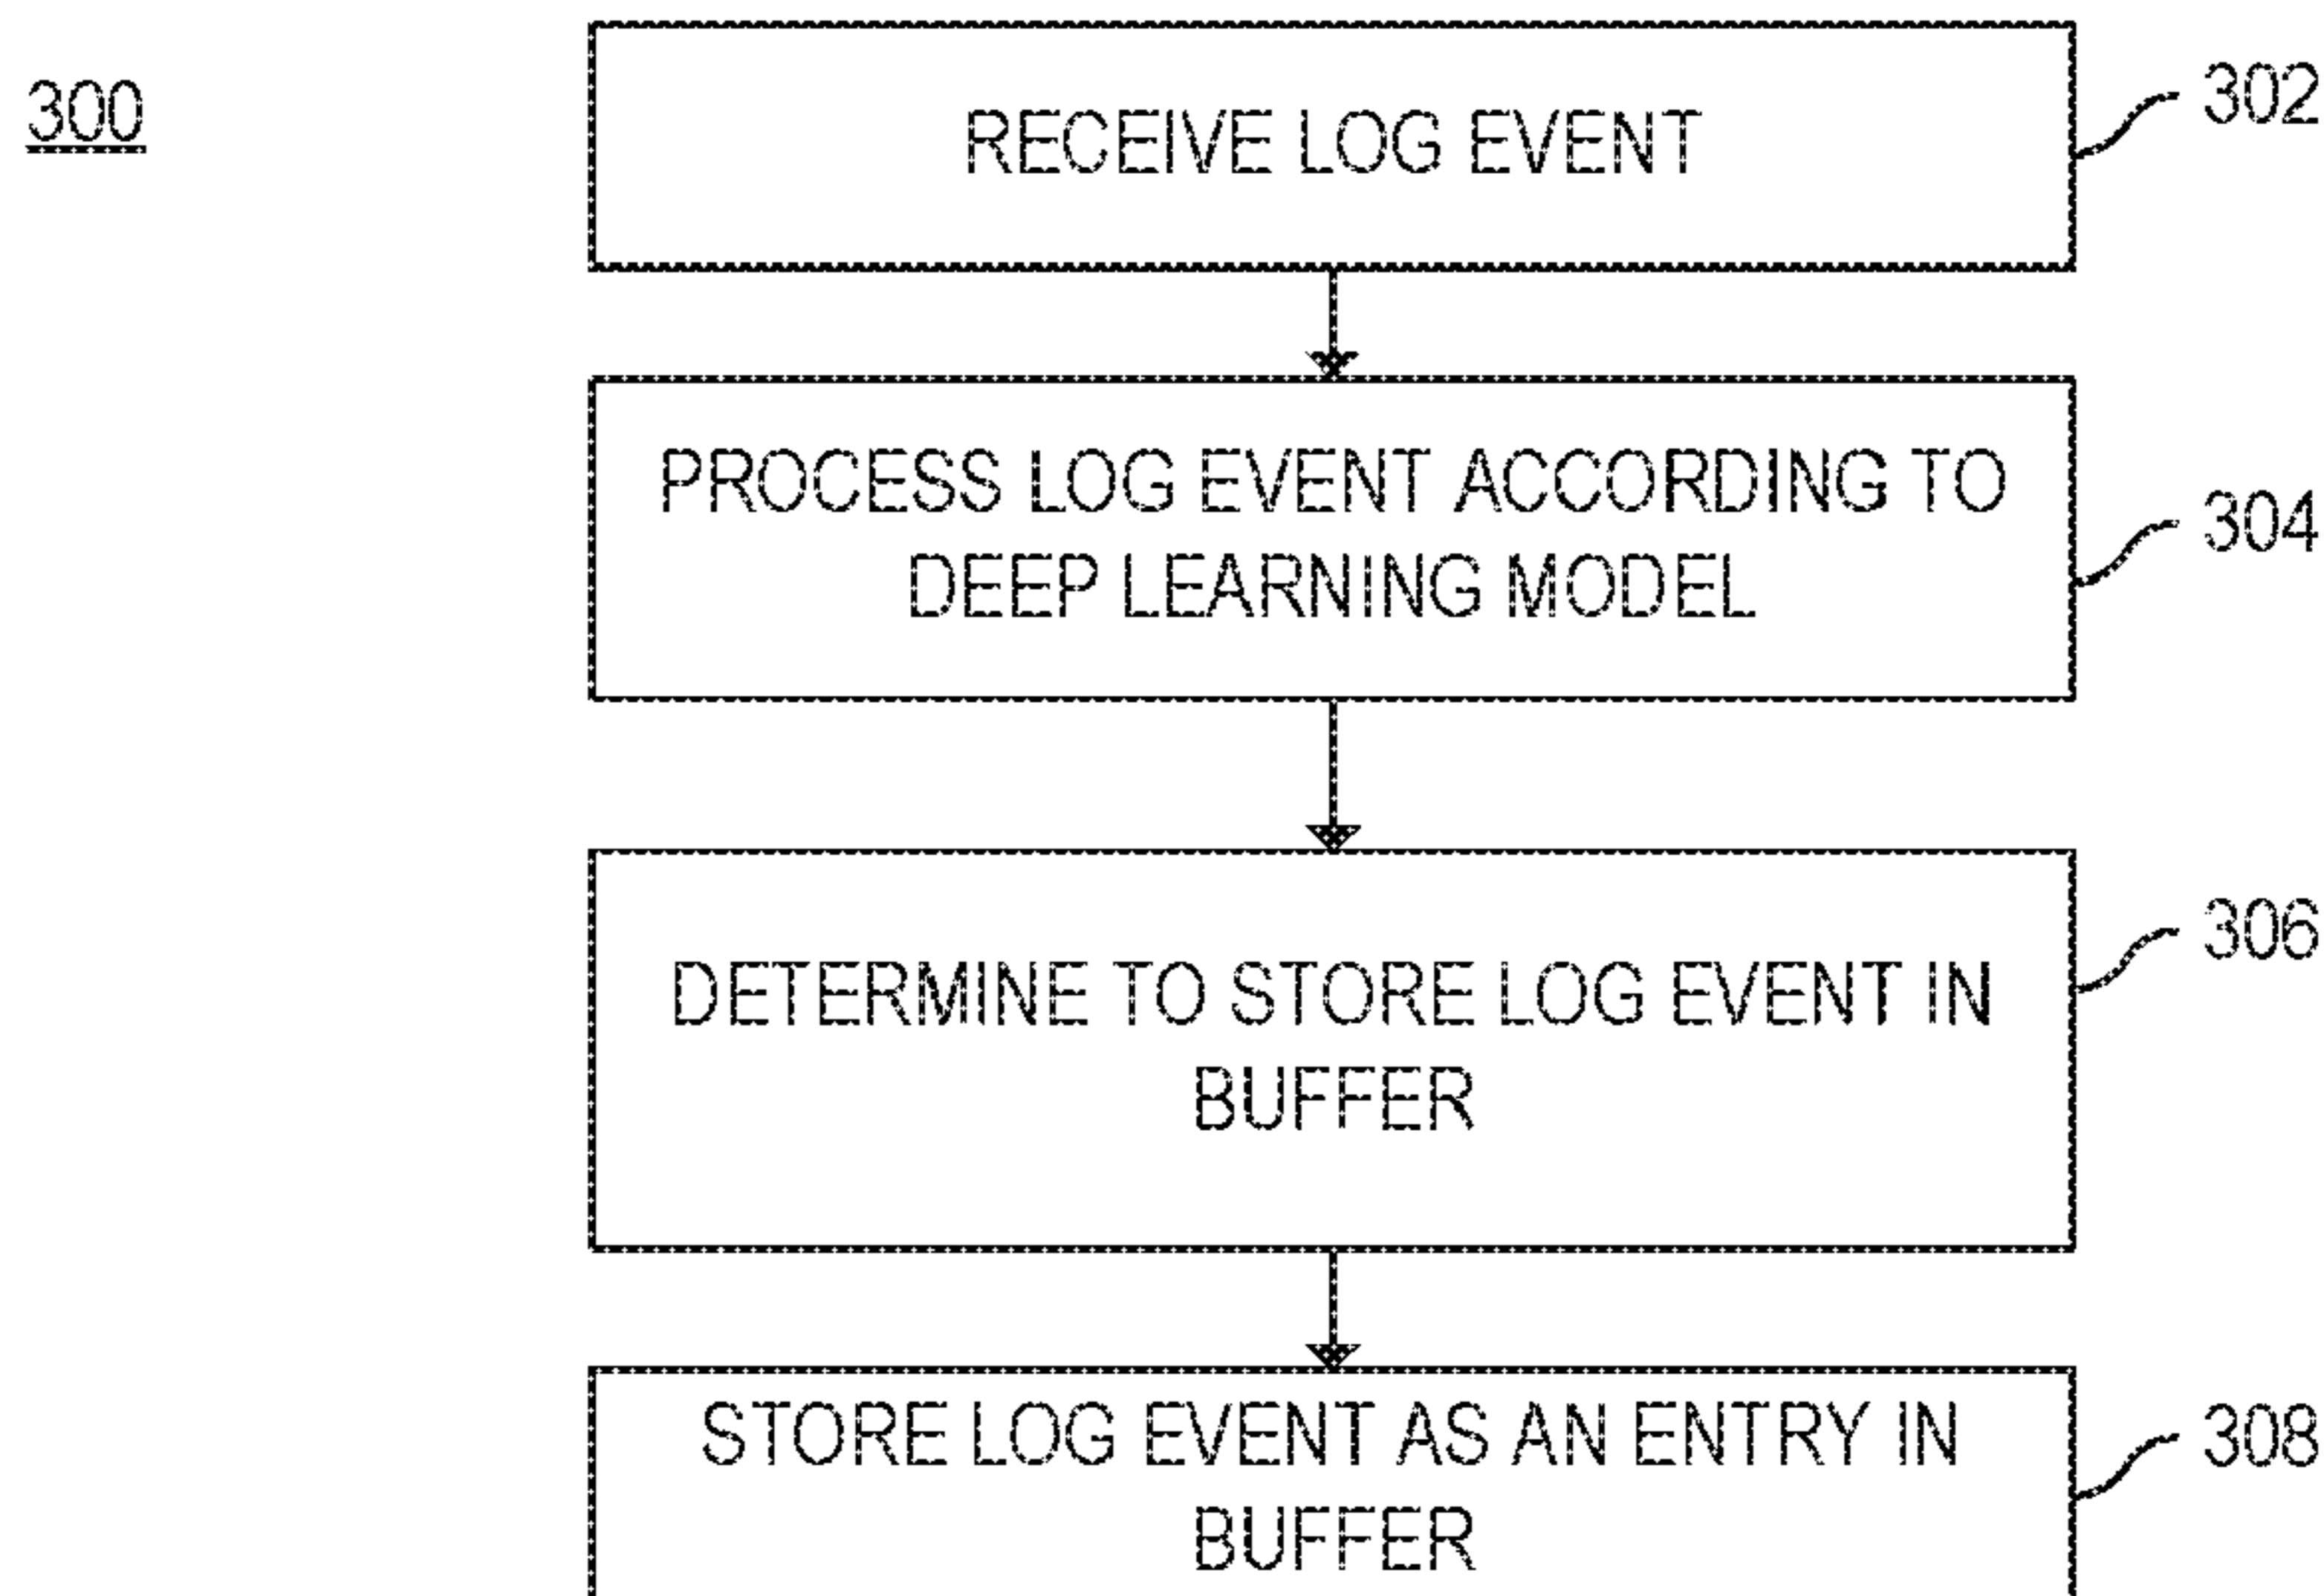 300
RECEIVE LOG EVENT
302
PROCESS LOG EVENT ACCORDING TO
DEEP LEARNING MODEL
304
DETERMINE TO STORE LOG EVENT IN
BUFFER
306
STORE LOG EVENT AS AN ENTRY IN
BUFFER
308